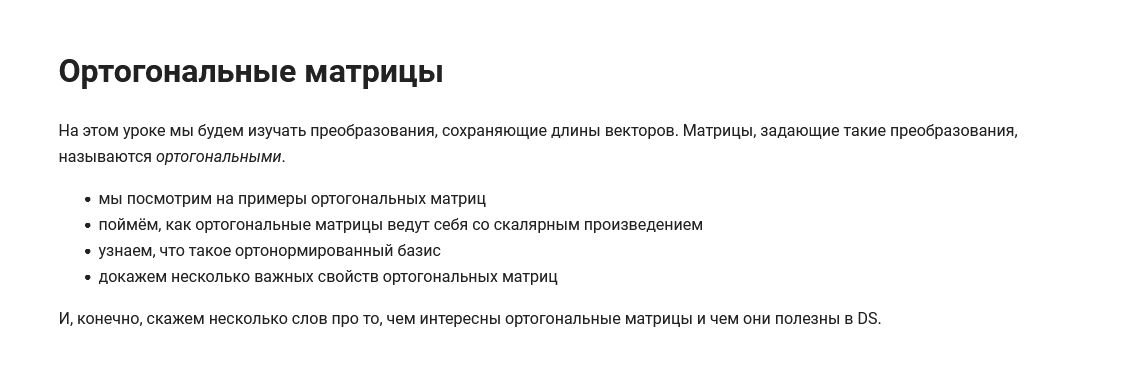 Ортогональные матрицы
На этом уроке мы будем изучать преобразования, сохраняющие длины векторов. Матрицы, задающие такие преобразования,
называются ортогональными.
• мы посмотрим на примеры ортогональных матриц
• поймём, как ортогональные матрицы ведут себя со скалярным произведением
• узнаем, что такое ортонормированный базис
• докажем несколько важных свойств ортогональных матриц
И, конечно, скажем несколько слов про то, чем интересны ортогональные матрицы и чем они полезны в DS.